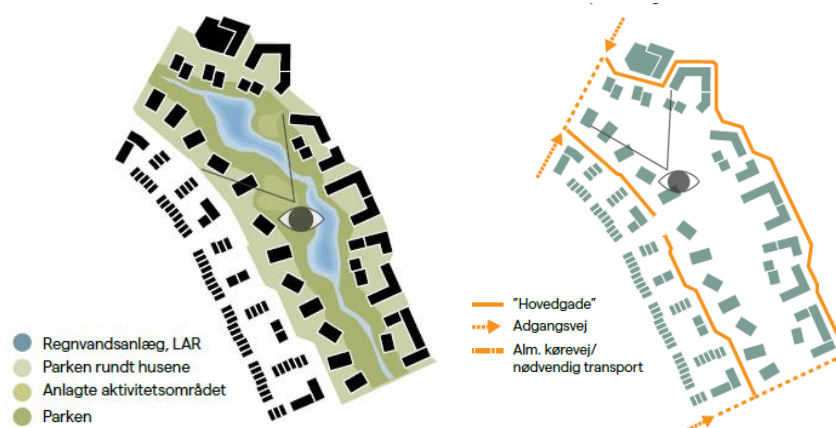 Regnvandsanlæg, LAR
Parken rundt husene
Anlagte aktivitetsområdet
Parken
"Hovedgade"
Adgangsvej
Alm. kørevej/
nødvendig transport